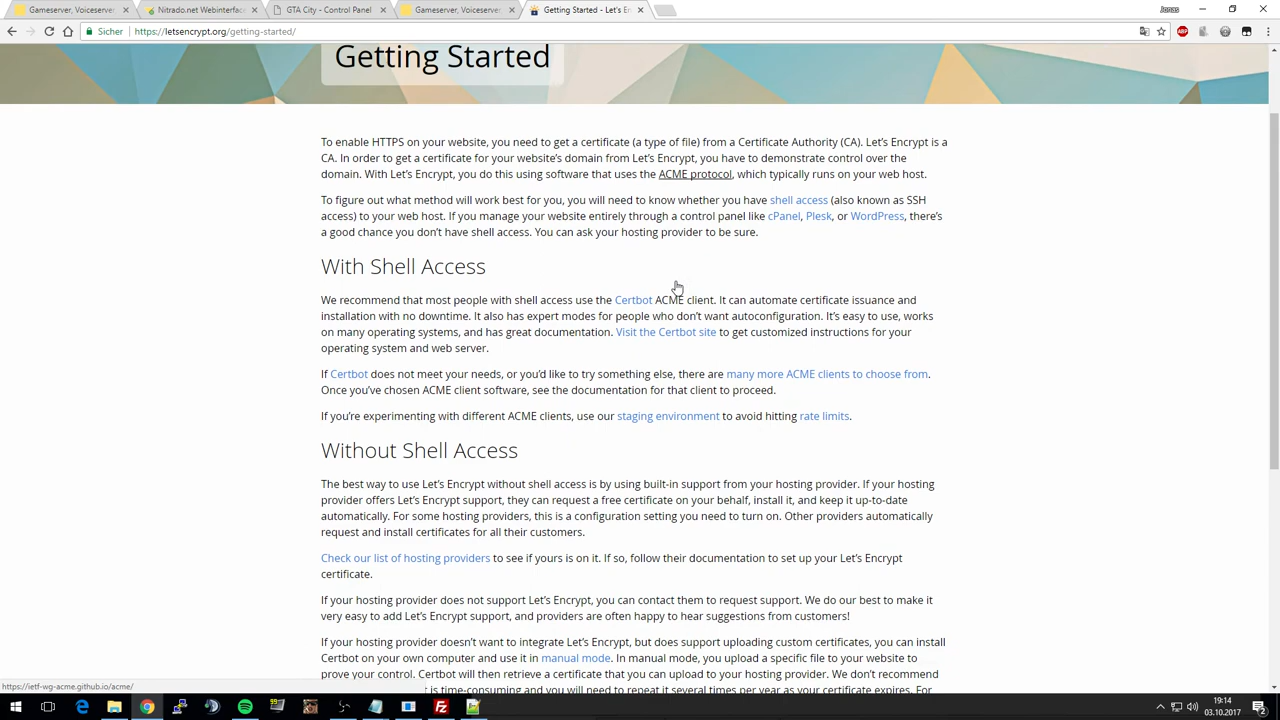 Gameserver, Voiceserver
Nitrado.net Webinterface
GTA City - Control Panel
Gameserver, Voiceserver
Getting Started - Let's En
Jonas
Sicher
https://letsencrypt.org/getting-started/
ABP
Getting Started
To enable HTTPS on your website, you need to get a certificate (a type of file) from a Certificate Authority (CA). Let’s Encrypt is a
CA. In order to get a certificate for your website’s domain from Let’s Encrypt, you have to demonstrate control over the
domain. With Let’s Encrypt, you do this using software that uses the ACME protocol, which typically runs on your web host.
To figure out what method will work best for you, you will need to know whether you have shell access (also known as SSH
access) to your web host. If you manage your website entirely through a control panel like cPanel, Plesk, or WordPress, there’s
a good chance you don’t have shell access. You can ask your hosting provider to be sure.
With Shell Access
We recommend that most people with shell access use the Certbot ACME client. It can automate certificate issuance and
installation with no downtime. It also has expert modes for people who don’t want autoconfiguration. It’s easy to use, works
on many operating systems, and has great documentation. Visit the Certbot site to get customized instructions for your
operating system and web server.
If Certbot does not meet your needs, or you’d like to try something else, there are many more ACME clients to choose from.
Once you’ve chosen ACME client software, see the documentation for that client to proceed.
If you’re experimenting with different ACME clients, use our staging environment to avoid hitting rate limits.
Without Shell Access
The best way to use Let’s Encrypt without shell access is by using built-in support from your hosting provider. If your hosting
provider offers Let’s Encrypt support, they can request a free certificate on your behalf, install it, and keep it up-to-date
automatically. For some hosting providers, this is a configuration setting you need to turn on. Other providers automatically
request and install certificates for all their customers.
Check our list of hosting providers to see if yours is on it. If so, follow their documentation to set up your Let’s Encrypt
certificate.
If your hosting provider does not support Let’s Encrypt, you can contact them to request support. We do our best to make it
very easy to add Let’s Encrypt support, and providers are often happy to hear suggestions from customers!
If your hosting provider doesn’t want to integrate Let’s Encrypt, but does support uploading custom certificates, you can install
Certbot on your own computer and use it in manual mode. In manual mode, you upload a specific file to your website to
prove your control. Certbot will then retrieve a certificate that you can upload to your hosting provider. We don’t recommend
https://ietf-wg-acme.github.io/acme/
t is time-consuming and you will need to repeat it several times per year as your certificate expires. For
19:14
03.10.2017
2